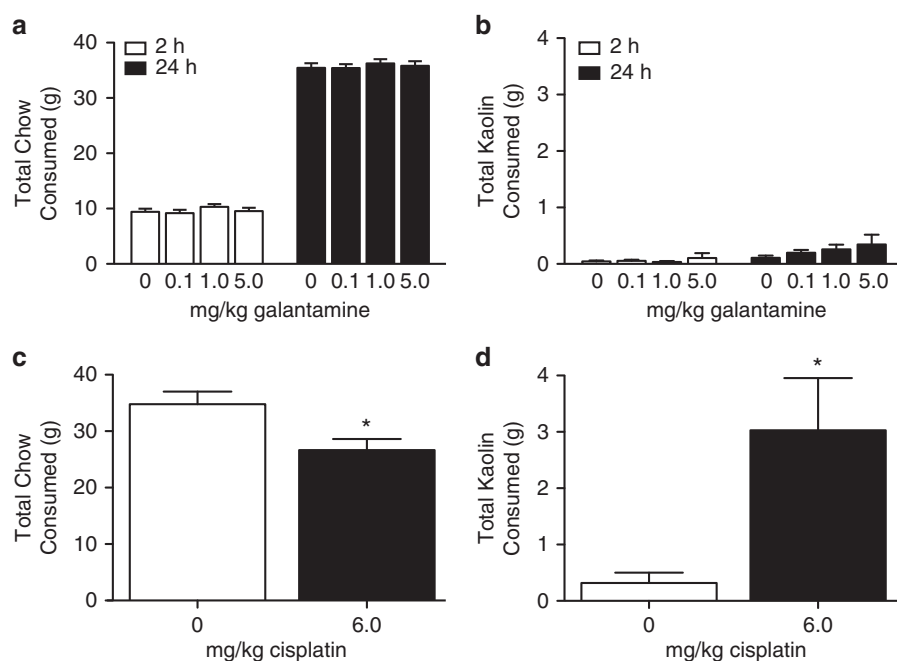 a
2 h
24 h
Total Chow
Consumed (g)
40
30
20
10
0
0 0.1 1.0 5.0 0 0.1 1.0 5.0
mg/kg galantamine
b
2 h
24 h
Total Kaolin
Consumed (g)
4
3
2
1
0
0 0.1 1.0 5.0 0 0.1 1.0 5.0
mg/kg galantamine
c
Total Chow
Consumed (g)
40
30
20
10
0
*
0 6.0
mg/kg cisplatin
d
Total Kaolin
Consumed (g)
4
3
2
1
0
*
0 6.0
mg/kg cisplatin